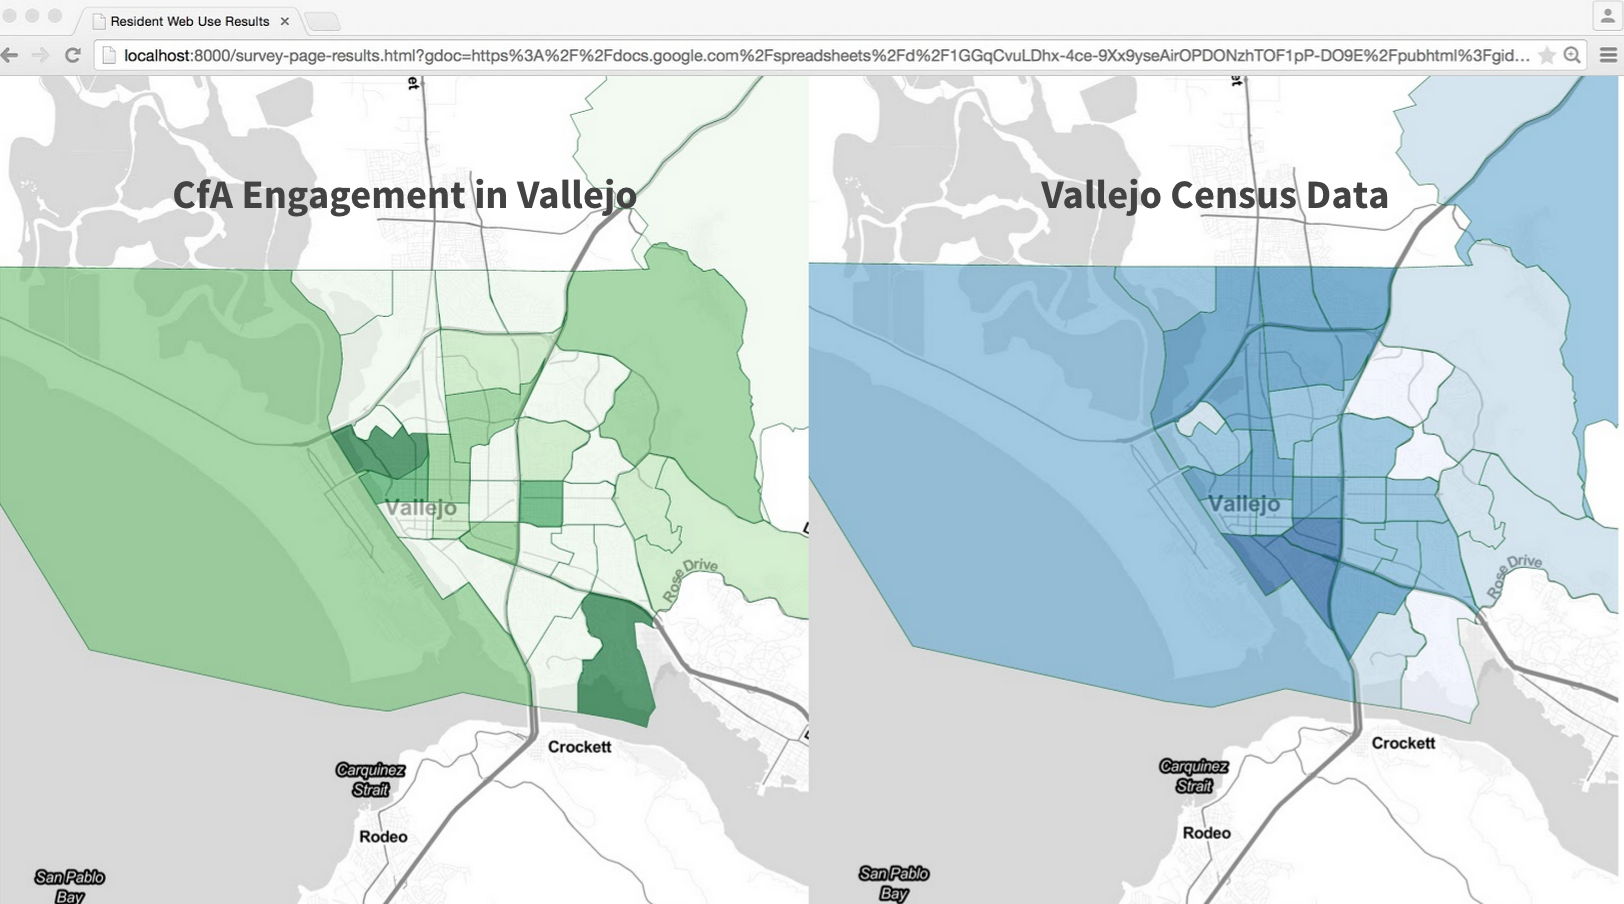 Resident Web Use Results
localhost:8000/survey-page-results.html?gdoc=https%3A%2F%2Fdocs.google.com%2Fspreadsheets%2Fd%2F1GGqCvuLDhx-4ce-9Xx9yseAirOPDONzhTOF1pP-DO9E%2Fpubhtml%3Fgid...
et
et
CfA Engagement in Vallejo
Vallejo Census Data
Vallejo
Vallejo
Rose Drive
Rose Drive
Crockett
Crockett
Carquinez
Strait
Carquinez
Strait
Rodeo
Rodeo
San Pablo
Bay
San Pablo
Bay